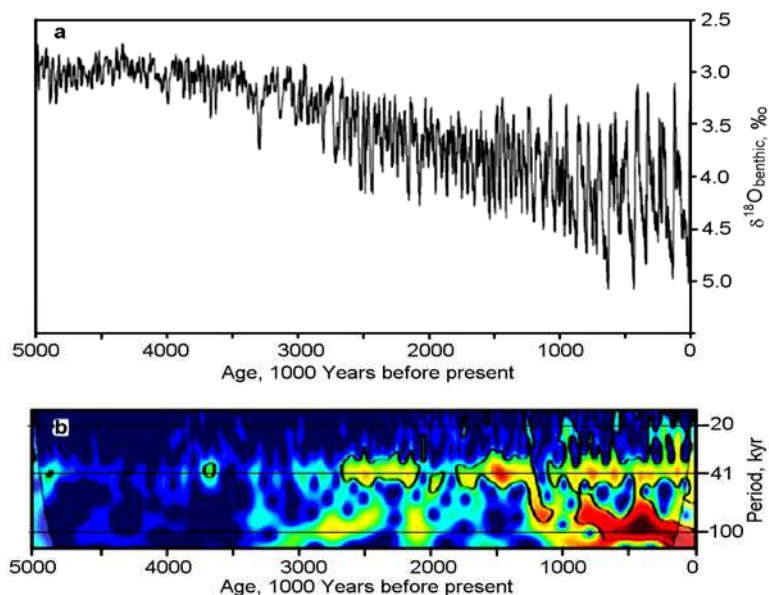 a
2.5
3.0
3.5
4.0
4.5
5.0
δ18Obenthic, ‰
5000 4000 3000 2000 1000 0
Age, 1000 Years before present
b
20
41
100
Period, kyr
5000 4000 3000 2000 1000 0
Age, 1000 Years before present